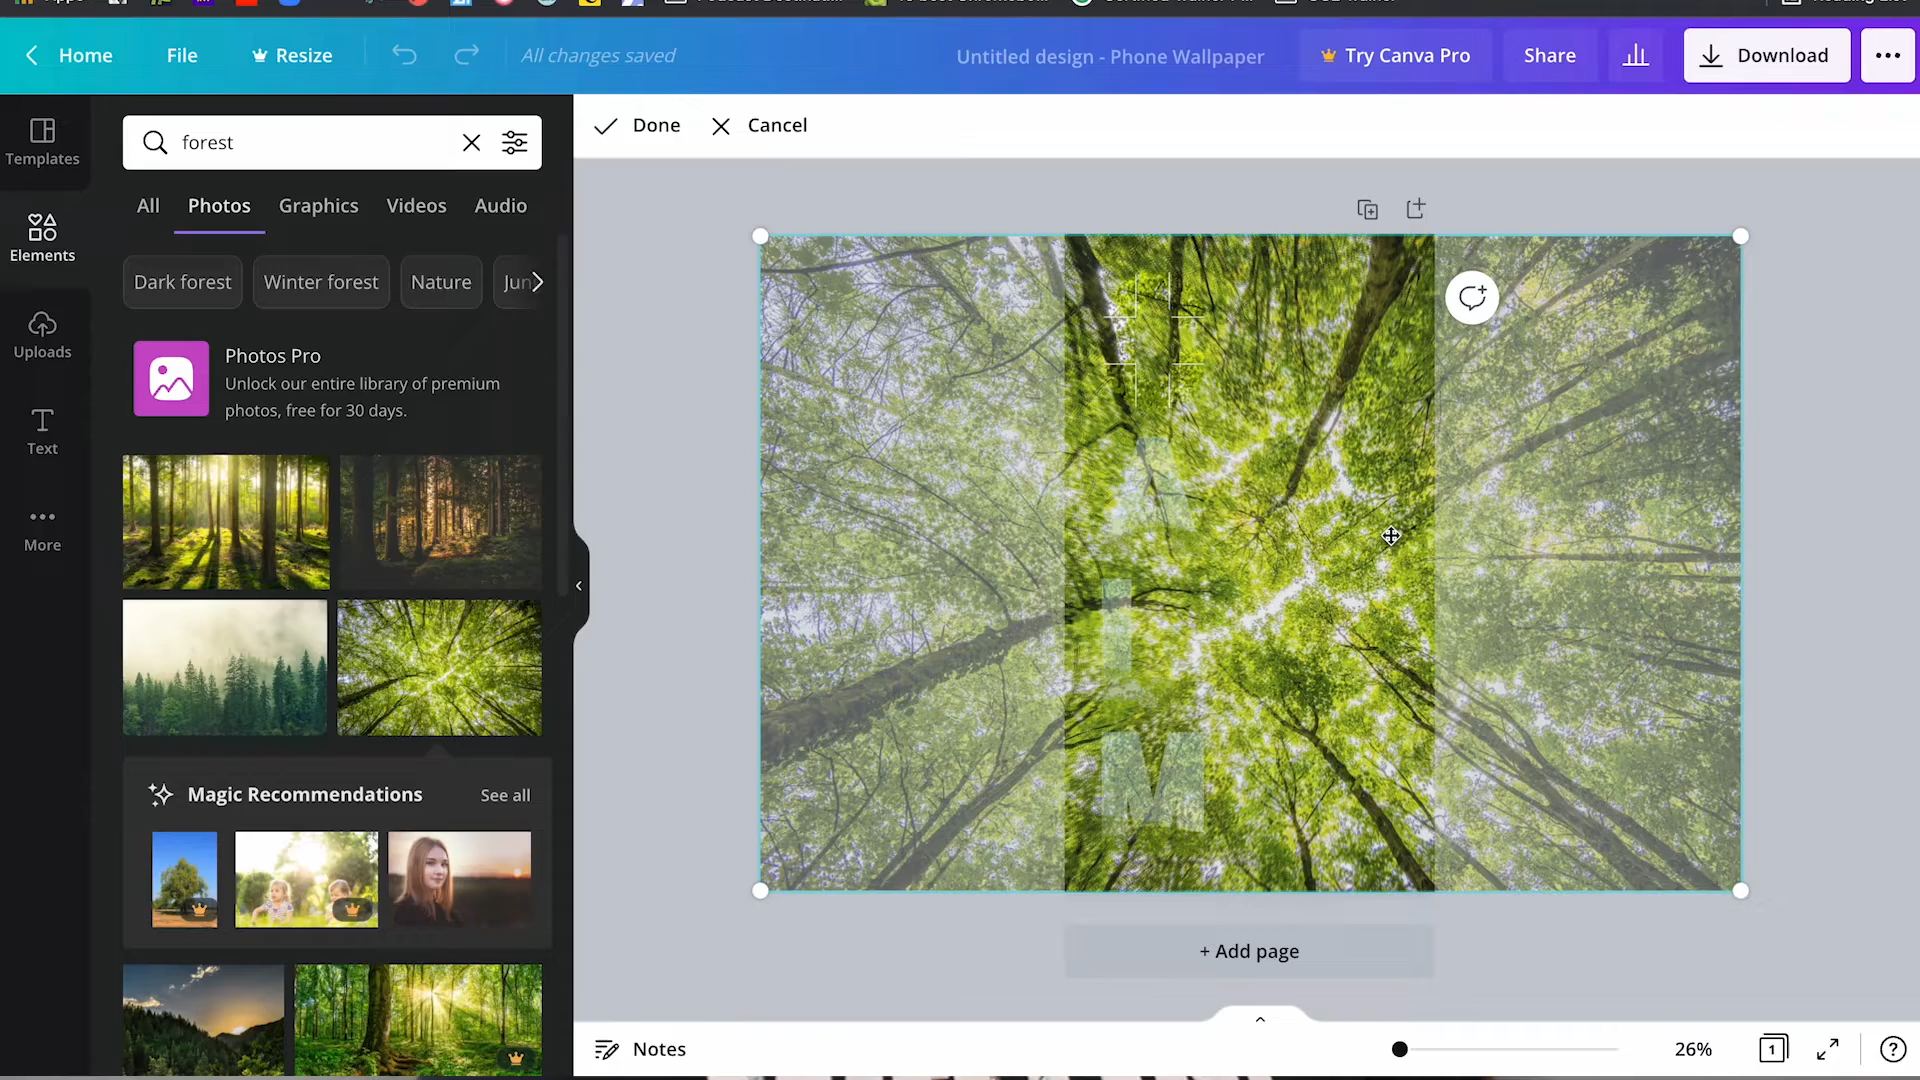 Apps
Home
File
Resize
All changes saved
Untitled design - Phone Wallpaper
Try Canva Pro
Share
Download
Templates
Elements
Uploads
Text
More
forest
All
Photos
Graphics
Videos
Audio
Dark forest
Winter forest
Nature
Jun
Photos Pro
Unlock our entire library of premium
photos, free for 30 days.
Magic Recommendations
See all
Done
Cancel
A
I
M
+ Add page
Notes
26%
1
?